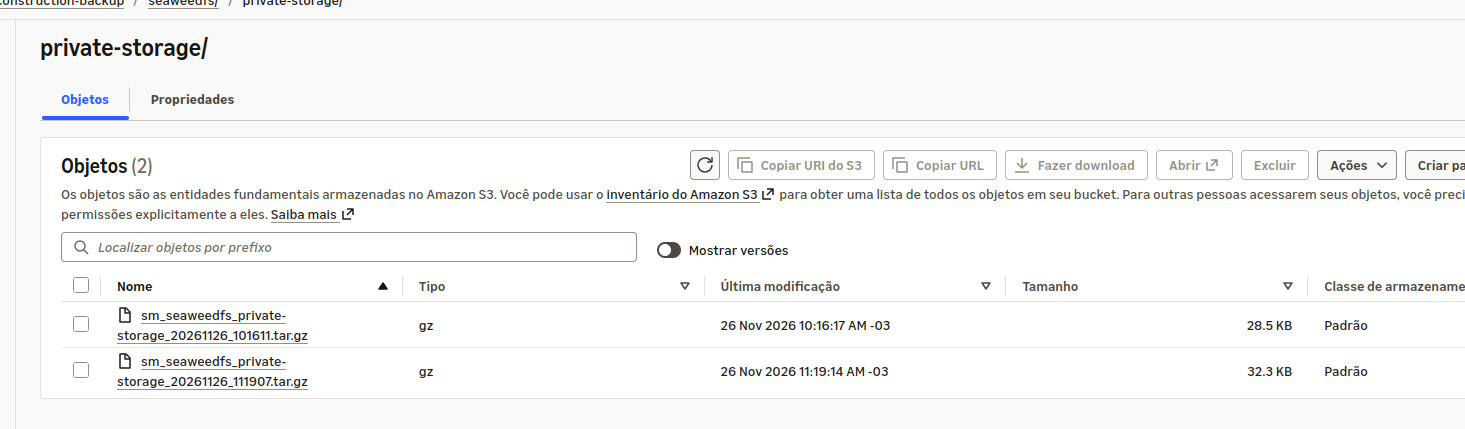 construction-backup / seaweedfs/ / private-storage/
private-storage/
Objetos Propriedades
Objetos (2)
Copiar URI do S3 Copiar URL Fazer download Abrir Excluir Ações Criar pa
Os objetos são as entidades fundamentais armazenadas no Amazon S3. Você pode usar o inventário do Amazon S3 para obter uma lista de todos os objetos em seu bucket. Para outras pessoas acessarem seus objetos, você preci
permissões explicitamente a eles. Saiba mais
Localizar objetos por prefixo
Mostrar versões
Nome Tipo Última modificação Tamanho Classe de armazename
sm_seaweedfs_private-
storage_20261126_101611.tar.gz gz 26 Nov 2026 10:16:17 AM -03 28.5 KB Padrão
sm_seaweedfs_private-
storage_20261126_111907.tar.gz gz 26 Nov 2026 11:19:14 AM -03 32.3 KB Padrão